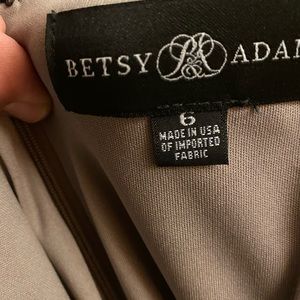 BETSY & ADAM
6
MADE IN USA
OF IMPORTED
FABRIC